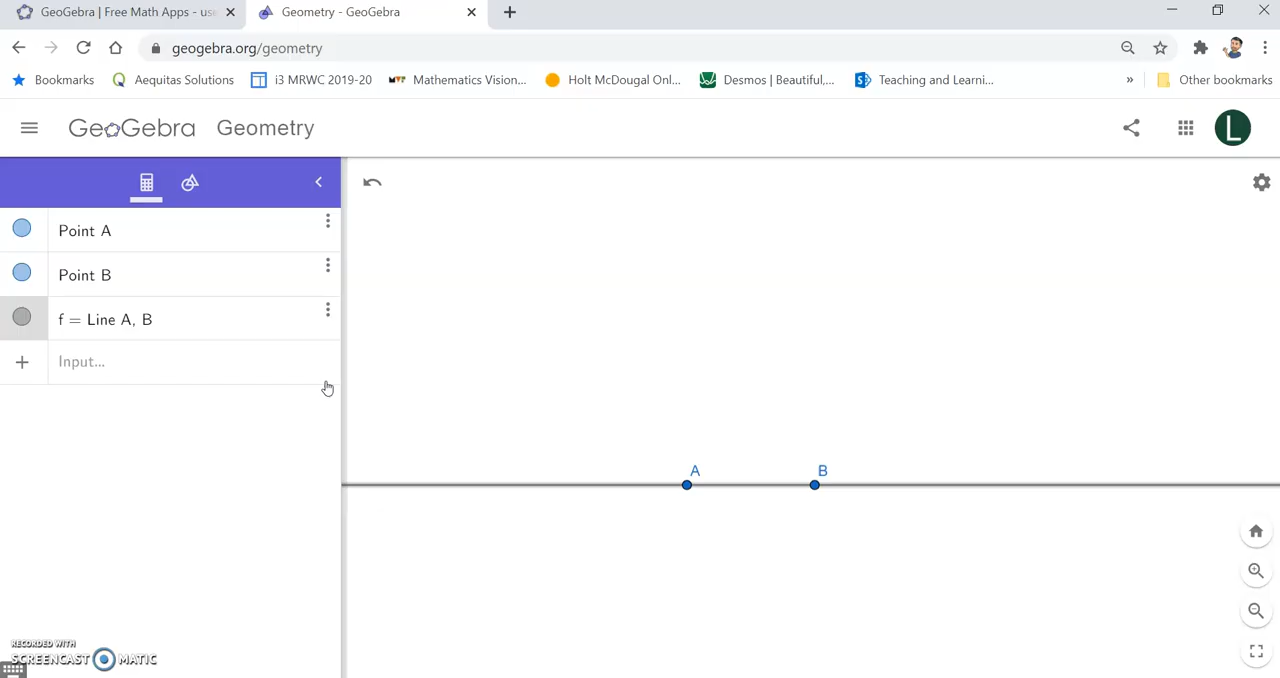 GeoGebra | Free Math Apps - use
Geometry - GeoGebra
geogebra.org/geometry
Bookmarks
Aequitas Solutions
i3 MRWC 2019-20
Mathematics Vision...
Holt McDougal Onl...
Desmos | Beautiful,...
Teaching and Learni...
»
Other bookmarks
GeoGebra Geometry
L
Point A
Point B
f = Line A, B
Input...
A
B
RECORDED WITH
SCREENCAST MATIC